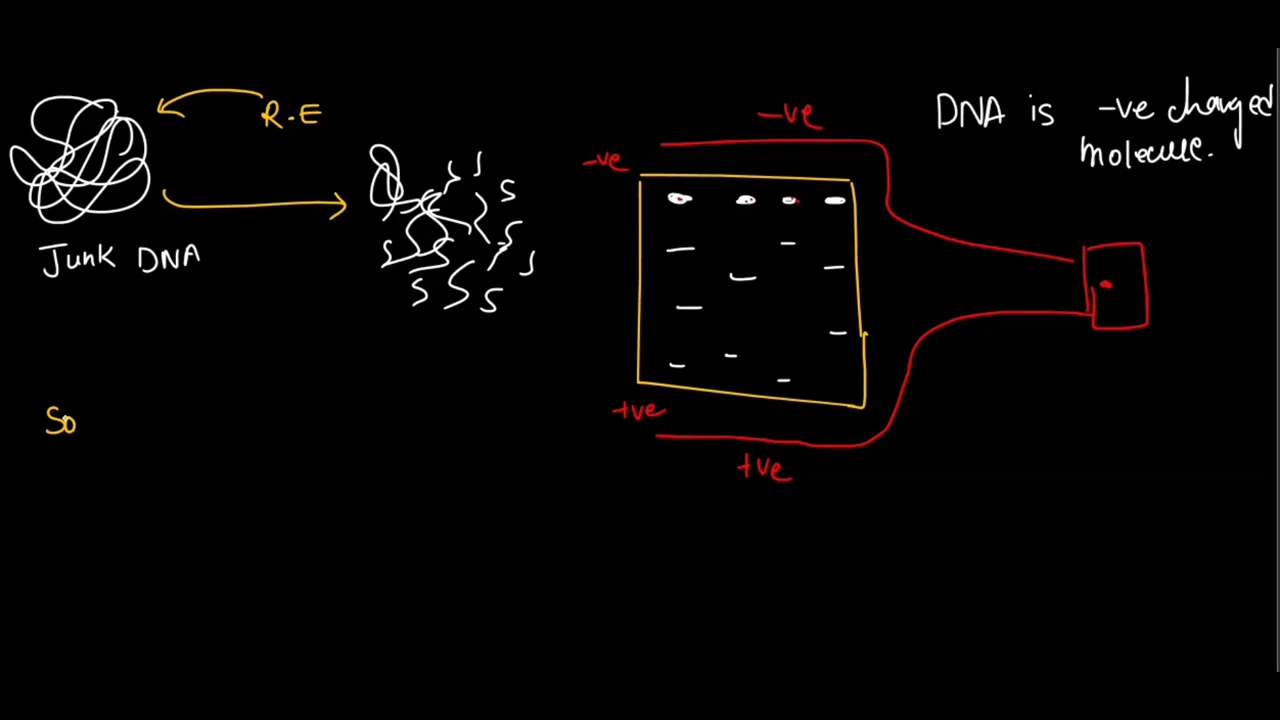 R.E
Junk DNA
-ve
-ve
+ve
+ve
DNA is -ve charged
molecule.
So